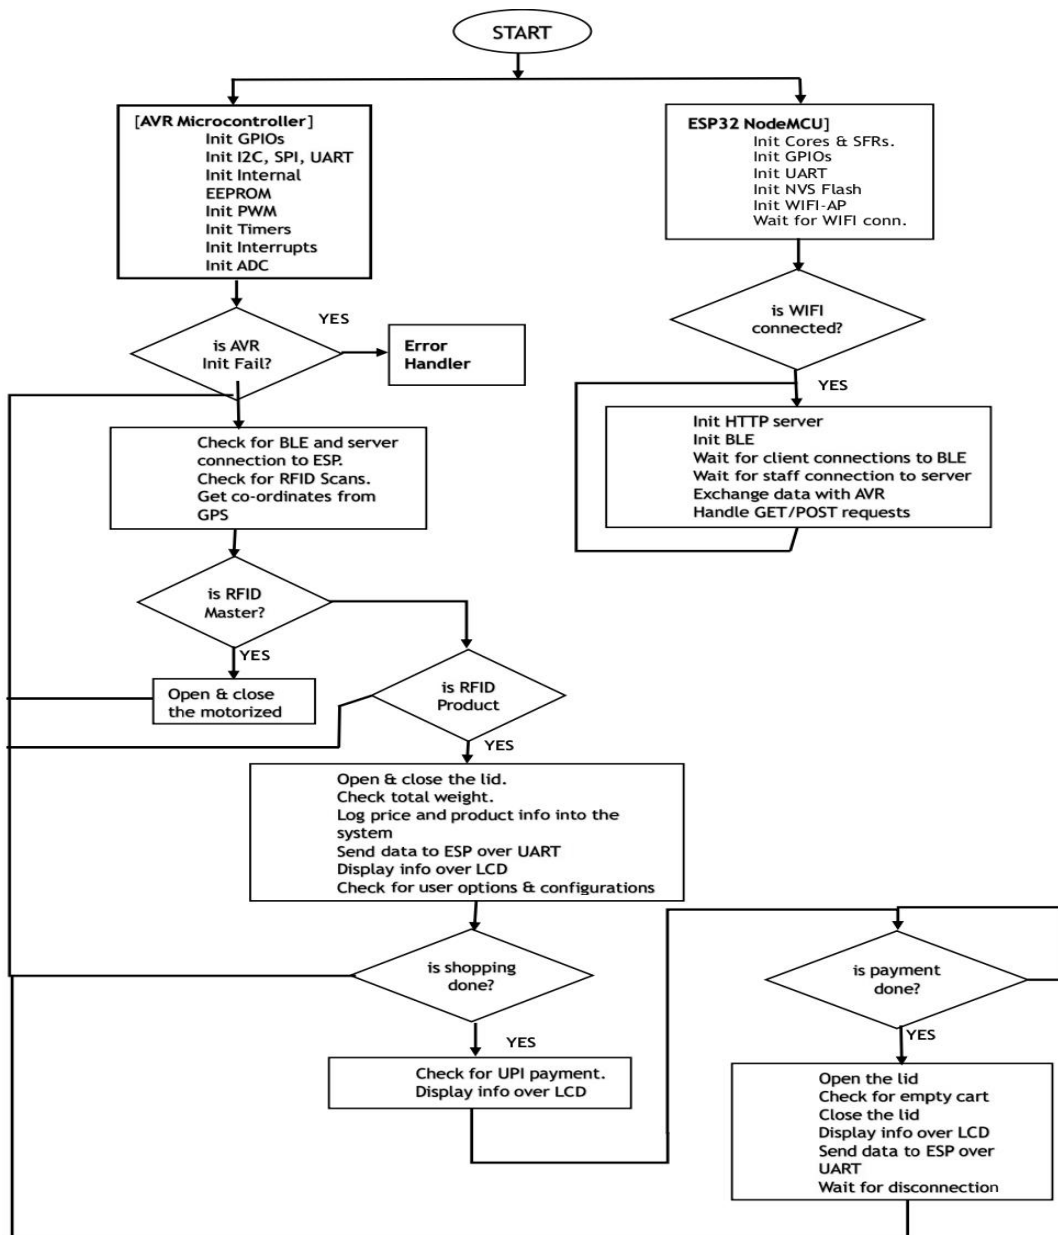 START
[AVR Microcontroller]
Init GPIOs
Init I2C, SPI, UART
Init Internal
EEPROM
Init PWM
Init Timers
Init Interrupts
Init ADC
ESP32 NodeMCU]
Init Cores & SFRs.
Init GPIOs
Init UART
Init NVS Flash
Init WIFI-AP
Wait for WIFI conn.
is AVR
Init Fail?
YES
Error
Handler
is WIFI
connected?
YES
Init HTTP server
Init BLE
Wait for client connections to BLE
Wait for staff connection to server
Exchange data with AVR
Handle GET/POST requests
Check for BLE and server
connection to ESP.
Check for RFID Scans.
Get co-ordinates from
GPS
is RFID
Master?
YES
Open & close
the motorized
is RFID
Product
YES
Open & close the lid.
Check total weight.
Log price and product info into the
system
Send data to ESP over UART
Display info over LCD
Check for user options & configurations
is shopping
done?
YES
Check for UPI payment.
Display info over LCD
is payment
done?
YES
Open the lid
Check for empty cart
Close the lid
Display info over LCD
Send data to ESP over
UART
Wait for disconnection